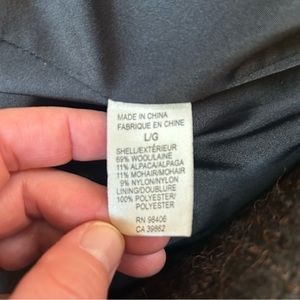 MADE IN CHINA
FABRIQUE EN CHINE
L/G
SHELL/EXTÉRIEUR
69% WOOL/LAINE
11% ALPACA/ALPAGA
11% MOHAIR/MOHAIR
9% NYLON/NYLON
LINING/DOUBLURE
100% POLYESTER/
POLYESTER
RN 98406
CA 39862